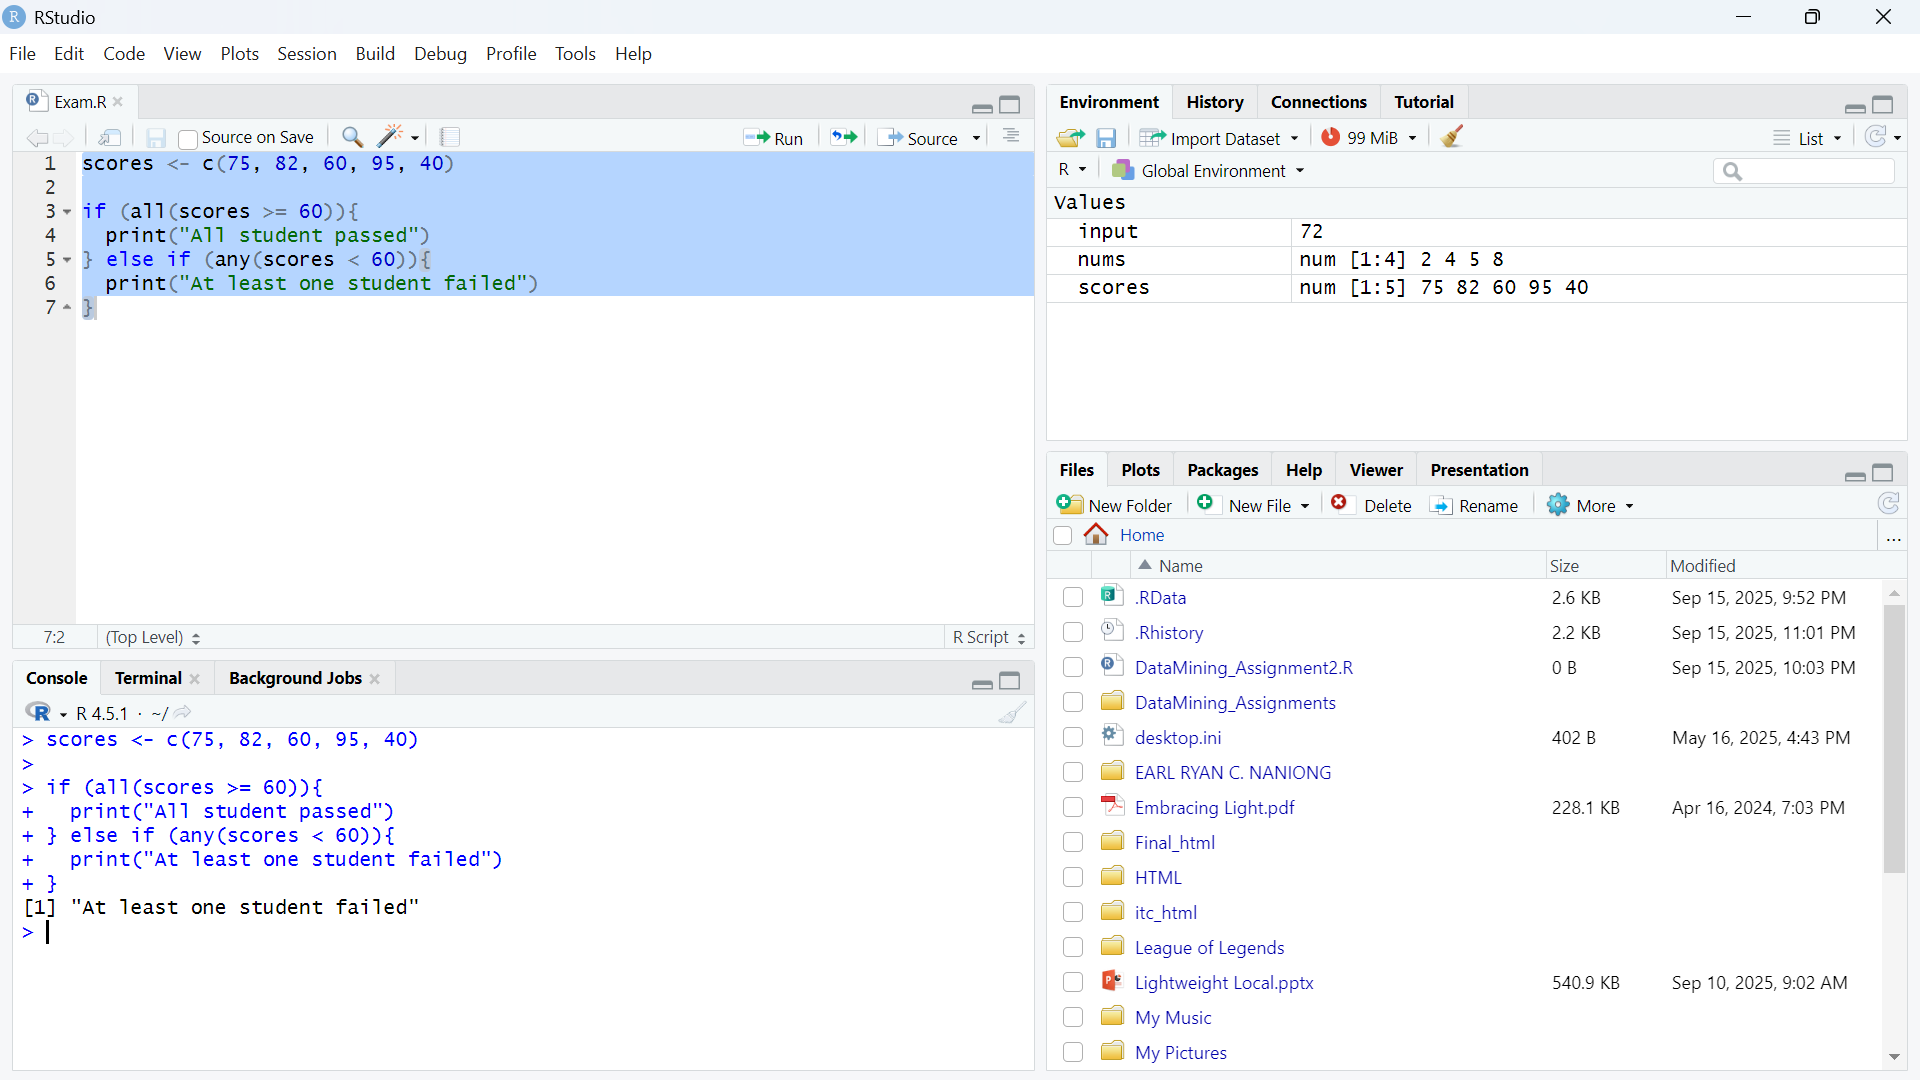 RStudio
File Edit Code View Plots Session Build Debug Profile Tools Help
Exam.R
Source on Save Run Source
1 scores <- c(75, 82, 60, 95, 40)
2
3 if (all(scores >= 60)){
4   print("All student passed")
5 } else if (any(scores < 60)){
6   print("At least one student failed")
7 }
7:2 (Top Level) R Script
Console Terminal Background Jobs
R 4.5.1 · ~/
> scores <- c(75, 82, 60, 95, 40)
>
> if (all(scores >= 60)){
+   print("All student passed")
+ } else if (any(scores < 60)){
+   print("At least one student failed")
+ }
[1] "At least one student failed"
>
Environment History Connections Tutorial
Import Dataset 99 MiB List
R Global Environment
Values
input 72
nums num [1:4] 2 4 5 8
scores num [1:5] 75 82 60 95 40
Files Plots Packages Help Viewer Presentation
New Folder New File Delete Rename More
Home ...
Name Size Modified
.RData 2.6 KB Sep 15, 2025, 9:52 PM
.Rhistory 2.2 KB Sep 15, 2025, 11:01 PM
DataMining_Assignment2.R 0 B Sep 15, 2025, 10:03 PM
DataMining_Assignments
desktop.ini 402 B May 16, 2025, 4:43 PM
EARL RYAN C. NANIONG
Embracing Light.pdf 228.1 KB Apr 16, 2024, 7:03 PM
Final_html
HTML
itc_html
League of Legends
Lightweight Local.pptx 540.9 KB Sep 10, 2025, 9:02 AM
My Music
My Pictures